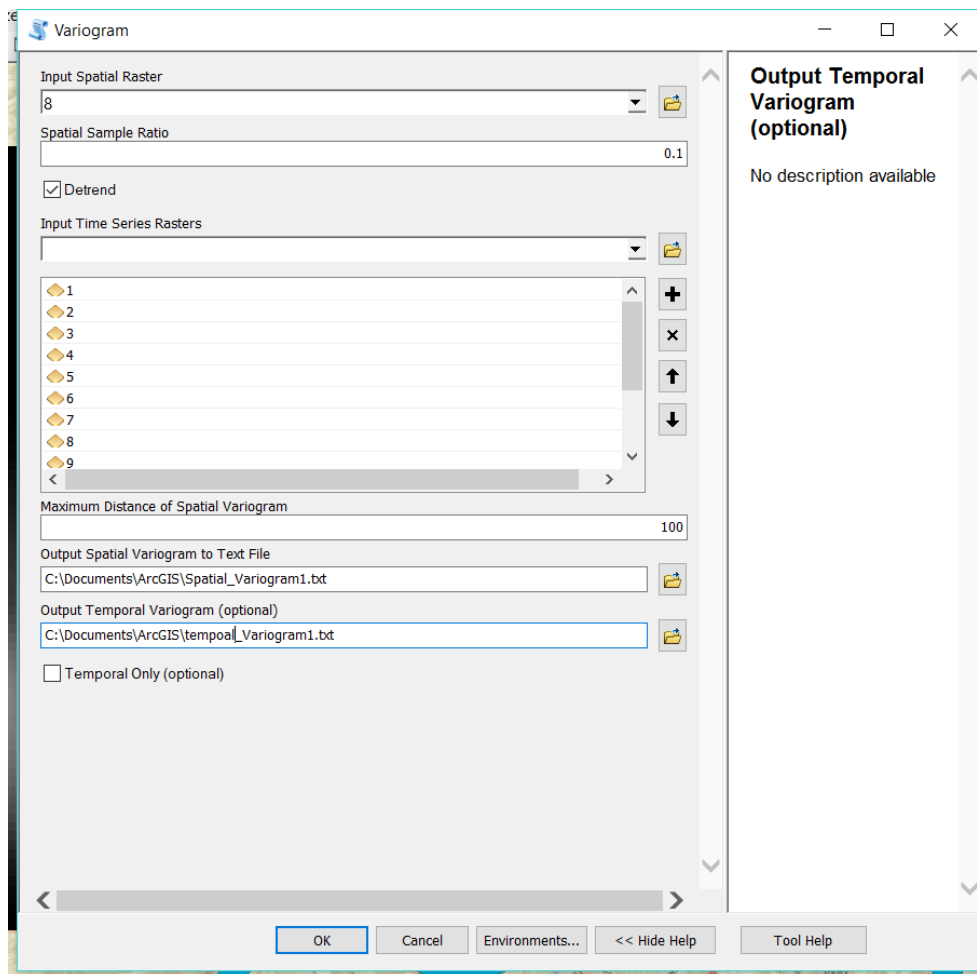 ze
Variogram
Input Spatial Raster
8
Spatial Sample Ratio
0.1
Detrend
Input Time Series Rasters
1
2
3
4
5
6
7
8
9
Maximum Distance of Spatial Variogram
100
Output Spatial Variogram to Text File
C:\Documents\ArcGIS\Spatial_Variogram1.txt
Output Temporal Variogram (optional)
C:\Documents\ArcGIS\tempoal_Variogram1.txt
Temporal Only (optional)
OK
Cancel
Environments...
<< Hide Help
Tool Help
Output Temporal
Variogram
(optional)
No description available